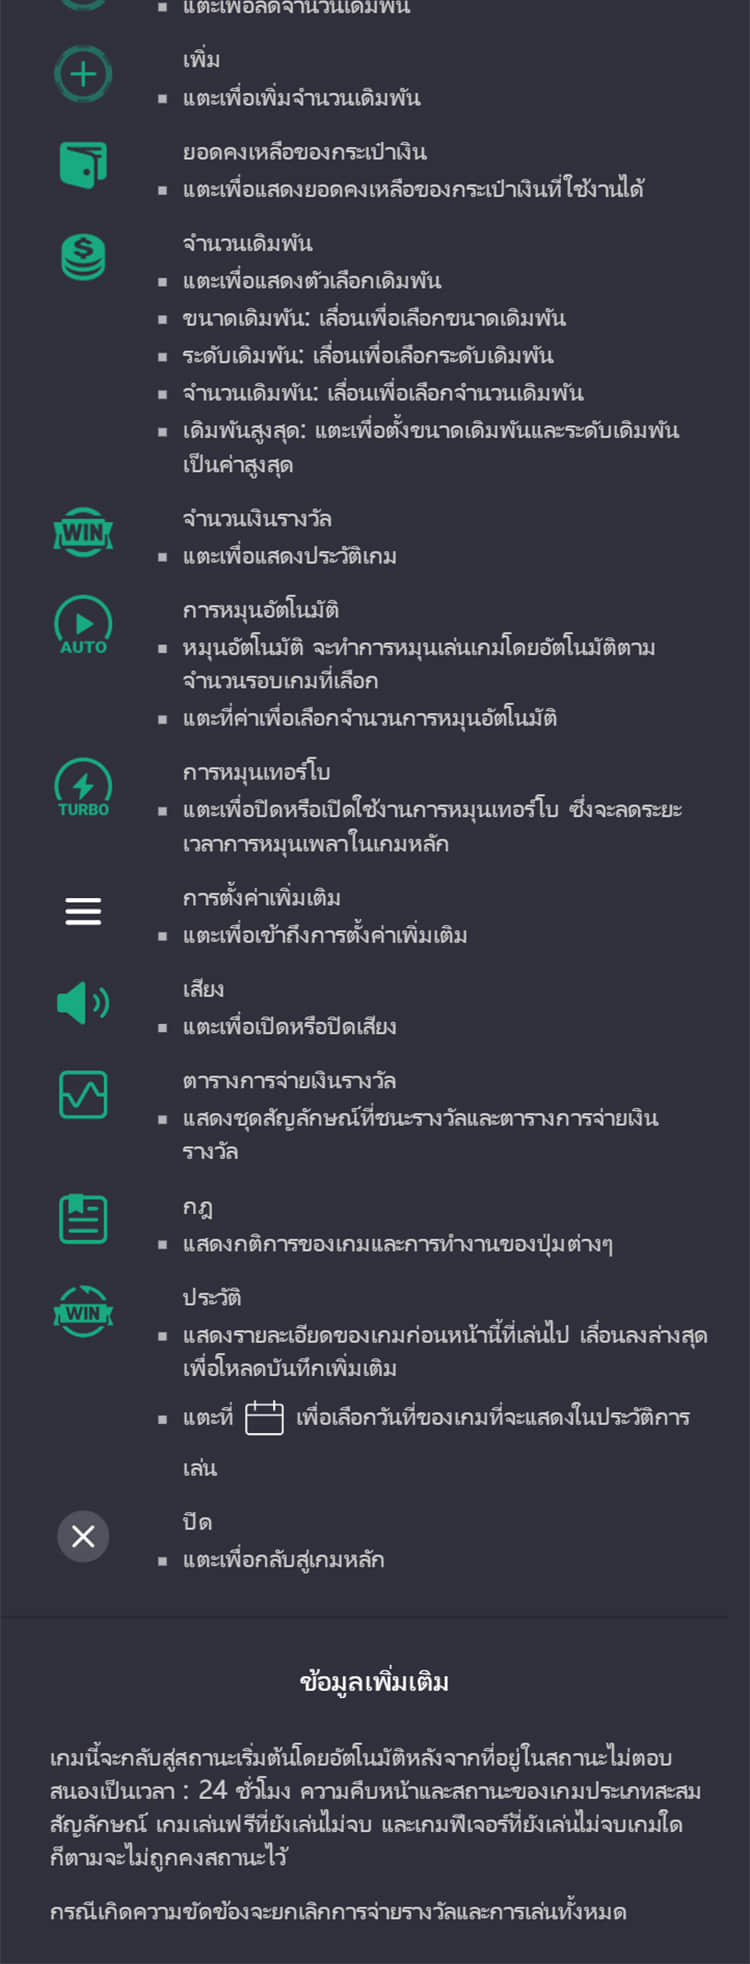 แตะเพื่อลดจำนวนเดิมพัน
เพิ่ม
แตะเพื่อเพิ่มจำนวนเดิมพัน
ยอดคงเหลือของกระเป๋าเงิน
แตะเพื่อแสดงยอดคงเหลือของกระเป๋าเงินที่ใช้งานได้
จำนวนเดิมพัน
แตะเพื่อแสดงตัวเลือกเดิมพัน
ขนาดเดิมพัน: เลื่อนเพื่อเลือกขนาดเดิมพัน
ระดับเดิมพัน: เลื่อนเพื่อเลือกระดับเดิมพัน
จำนวนเดิมพัน: เลื่อนเพื่อเลือกจำนวนเดิมพัน
เดิมพันสูงสุด: แตะเพื่อตั้งขนาดเดิมพันและระดับเดิมพัน
เป็นค่าสูงสุด
WIN
จำนวนเงินรางวัล
แตะเพื่อแสดงประวัติเกม
การหมุนอัตโนมัติ
AUTO
หมุนอัตโนมัติ จะทำการหมุนเล่นเกมโดยอัตโนมัติตาม
จำนวนรอบเกมที่เลือก
แตะที่ค่าเพื่อเลือกจำนวนการหมุนอัตโนมัติ
การหมุนเทอร์โบ
TURBO
แตะเพื่อปิดหรือเปิดใช้งานการหมุนเทอร์โบ ซึ่งจะลดระยะ
เวลาการหมุนเพลาในเกมหลัก
การตั้งค่าเพิ่มเติม
แตะเพื่อเข้าถึงการตั้งค่าเพิ่มเติม
เสียง
แตะเพื่อเปิดหรือปิดเสียง
ตารางการจ่ายเงินรางวัล
แสดงชุดสัญลักษณ์ที่ชนะรางวัลและตารางการจ่ายเงิน
รางวัล
กฎ
แสดงกติการของเกมและการทำงานของปุ่มต่างๆ
ประวัติ
WIN
แสดงรายละเอียดของเกมก่อนหน้านี้ที่เล่นไป เลื่อนลงล่างสุด
เพื่อโหลดบันทึกเพิ่มเติม
แตะที่ เพื่อเลือกวันที่ของเกมที่จะแสดงในประวัติการ
เล่น
ปิด
แตะเพื่อกลับสู่เกมหลัก
ข้อมูลเพิ่มเติม
เกมนี้จะกลับสู่สถานะเริ่มต้นโดยอัตโนมัติหลังจากที่อยู่ในสถานะไม่ตอบ
สนองเป็นเวลา : 24 ชั่วโมง ความคืบหน้าและสถานะของเกมประเภทสะสม
สัญลักษณ์ เกมเล่นฟรีที่ยังเล่นไม่จบ และเกมฟีเจอร์ที่ยังเล่นไม่จบเกมใด
ก็ตามจะไม่ถูกคงสถานะไว้
กรณีเกิดความขัดข้องจะยกเลิกการจ่ายรางวัลและการเล่นทั้งหมด